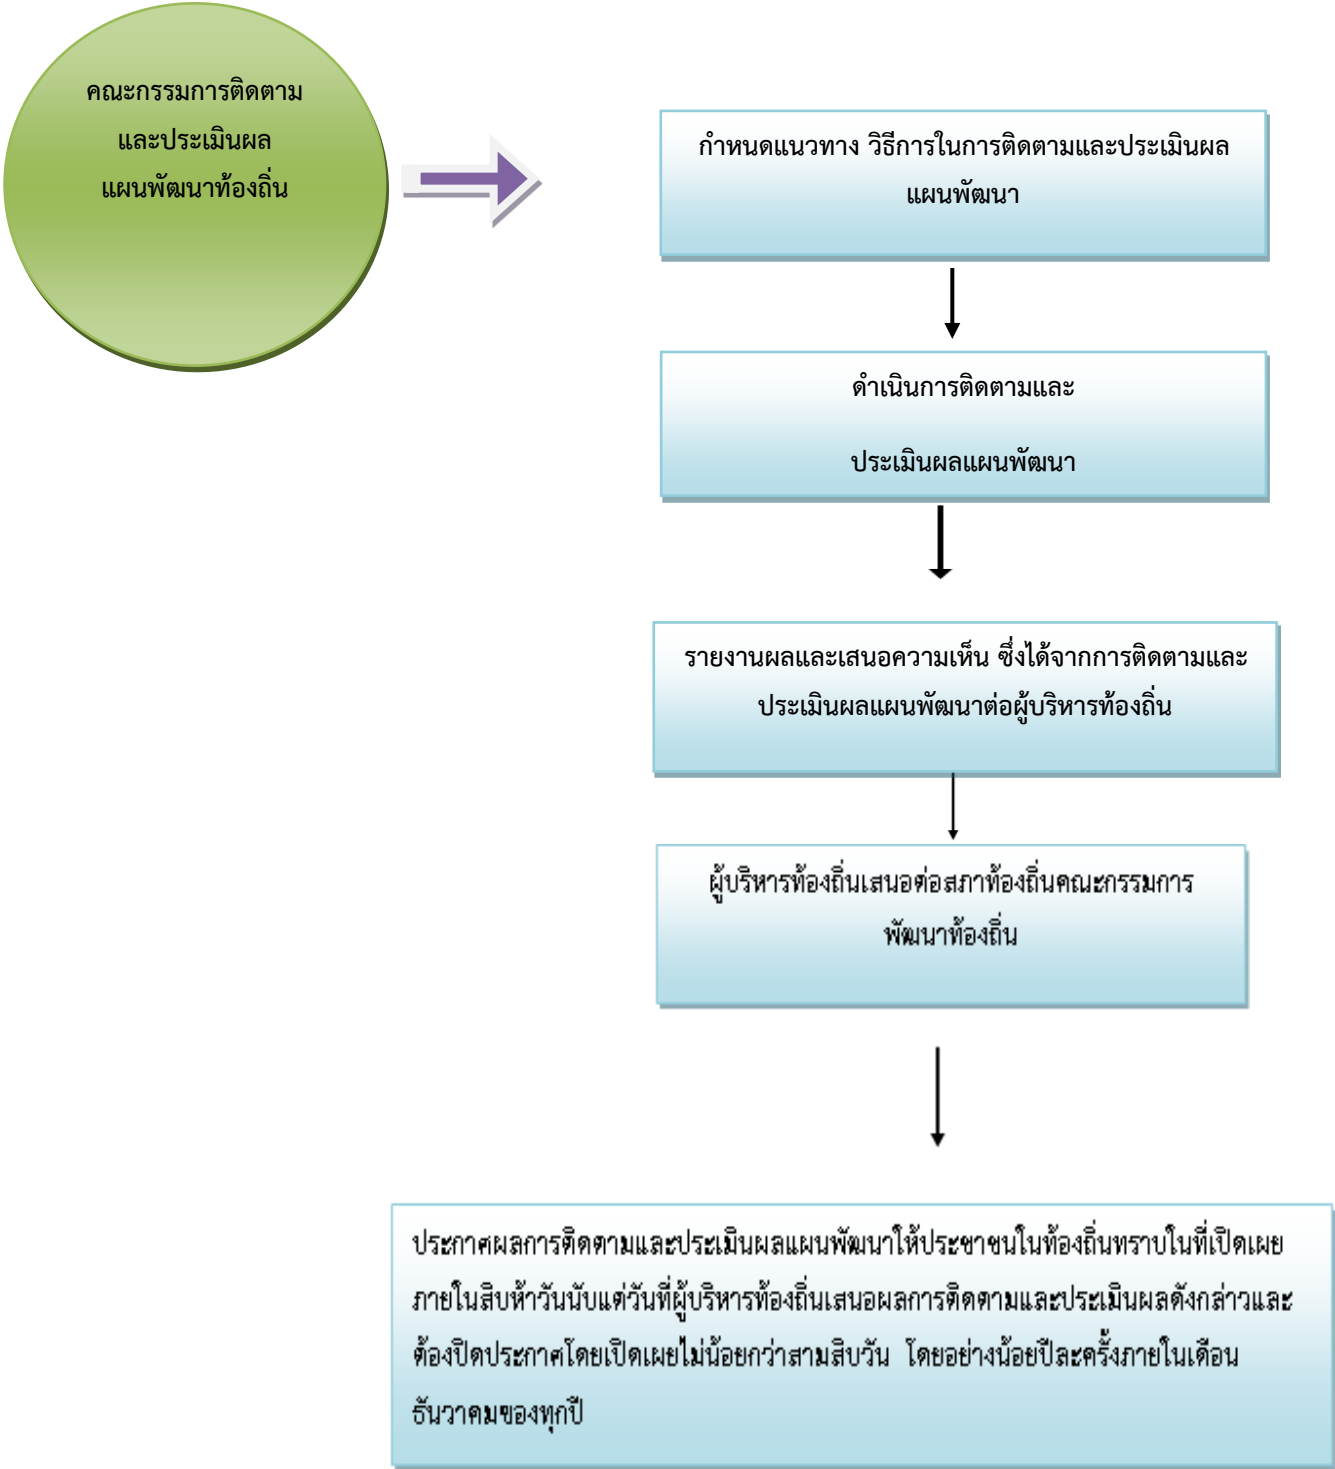 คณะกรรมการติดตาม
และประเมินผล
แผนพัฒนาท้องถิ่น
กำหนดแนวทาง วิธีการในการติดตามและประเมินผล
แผนพัฒนา
ดำเนินการติดตามและ
ประเมินผลแผนพัฒนา
รายงานผลและเสนอความเห็น ซึ่งได้จากการติดตามและ
ประเมินผลแผนพัฒนาต่อผู้บริหารท้องถิ่น
ผู้บริหารท้องถิ่นเสนอต่อสภาท้องถิ่นคณะกรรมการ
พัฒนาท้องถิ่น
ประกาศผลการติดตามและประเมินผลแผนพัฒนาให้ประชาชนในท้องถิ่นทราบในที่เปิดเผย
ภายในสิบห้าวันนับแต่วันที่ผู้บริหารท้องถิ่นเสนอผลการติดตามและประเมินผลดังกล่าวและ
ต้องปิดประกาศโดยเปิดเผยไม่น้อยกว่าสามสิบวัน โดยอย่างน้อยปีละครั้งภายในเดือน
ธันวาคมของทุกปี